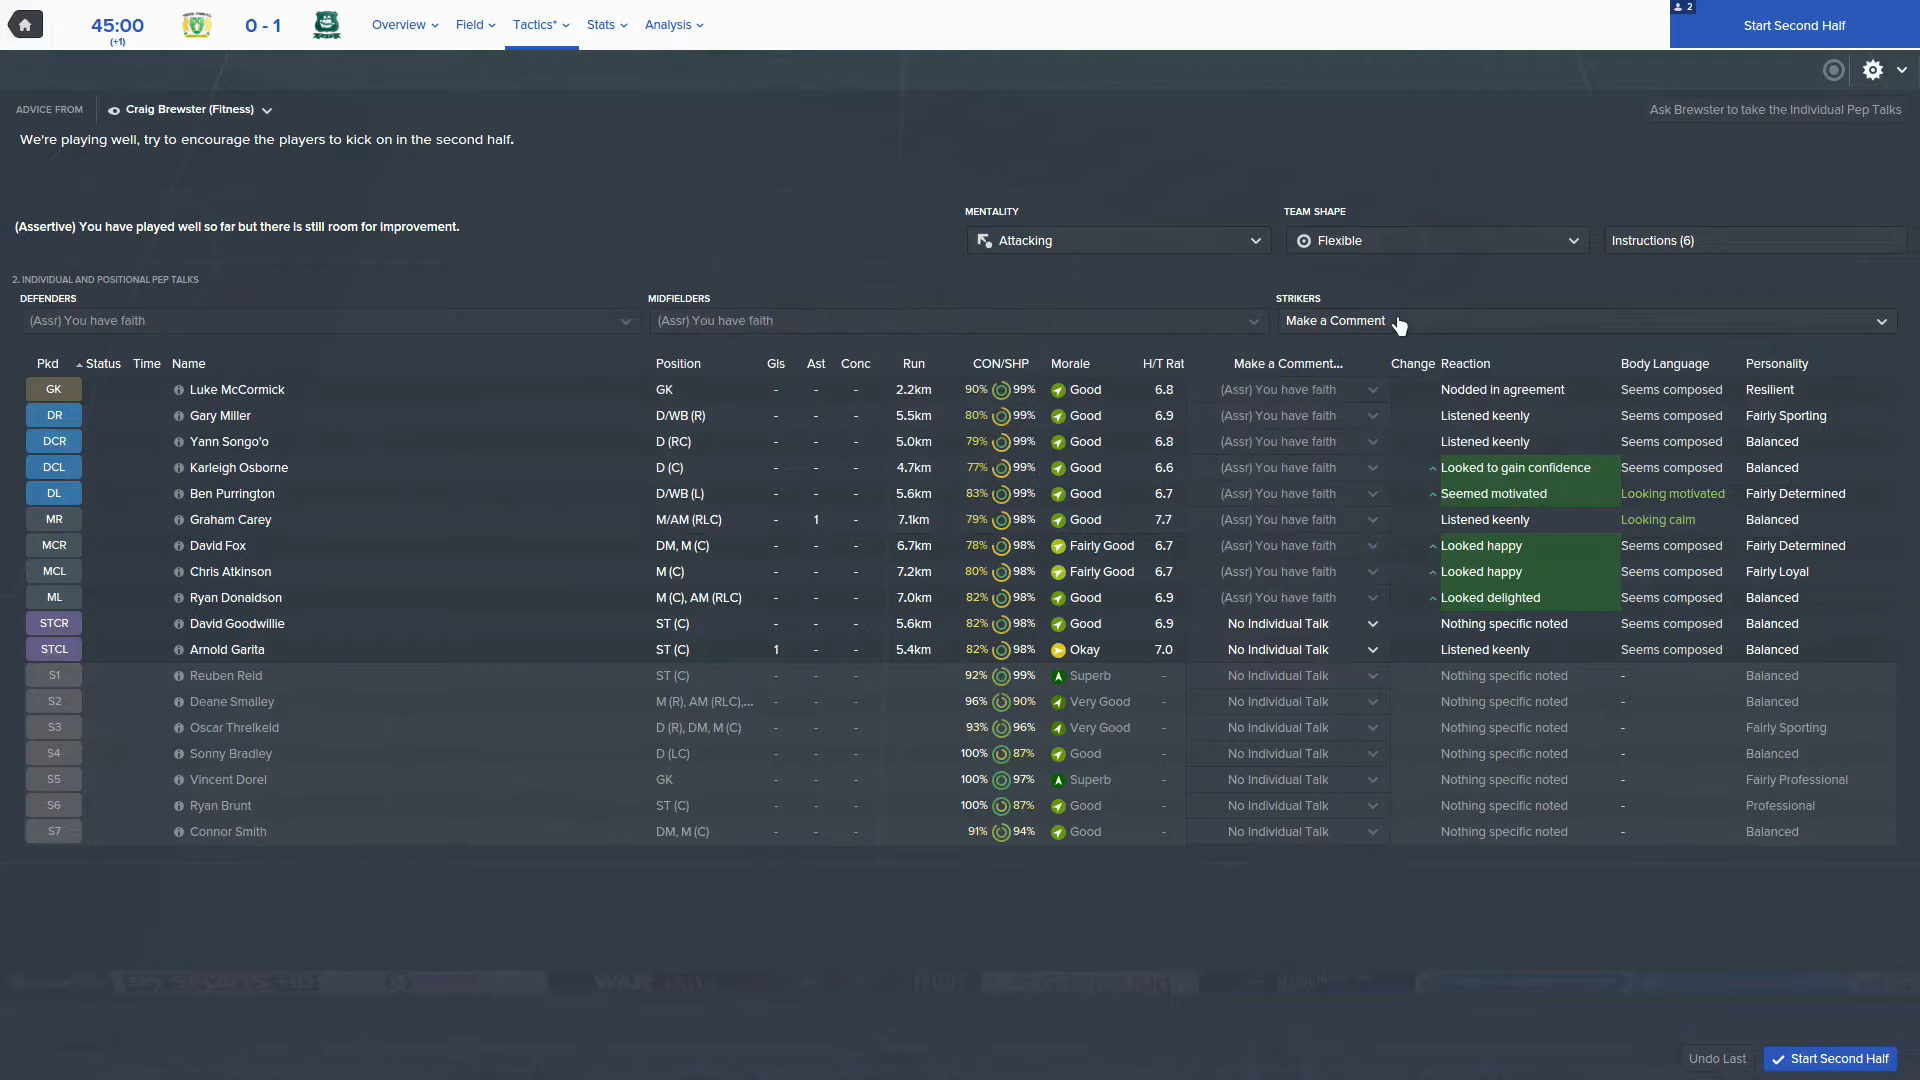 45:00
(+1)
0 - 1
Overview Field Tactics* Stats Analysis
2
Start Second Half
ADVICE FROM Craig Brewster (Fitness)
Ask Brewster to take the Individual Pep Talks
We're playing well, try to encourage the players to kick on in the second half.
MENTALITY TEAM SHAPE
(Assertive) You have played well so far but there is still room for improvement.
Attacking Flexible Instructions (6)
2. INDIVIDUAL AND POSITIONAL PEP TALKS
DEFENDERS MIDFIELDERS STRIKERS
(Assr) You have faith (Assr) You have faith Make a Comment
Pkd Status Time Name Position Gls Ast Conc Run CON/SHP Morale H/T Rat Make a Comment... Change Reaction Body Language Personality
GK Luke McCormick GK - - - 2.2km 90% 99% Good 6.8 (Assr) You have faith Nodded in agreement Seems composed Resilient
DR Gary Miller D/WB (R) - - - 5.5km 80% 99% Good 6.9 (Assr) You have faith Listened keenly Seems composed Fairly Sporting
DCR Yann Songo'o D (RC) - - - 5.0km 79% 99% Good 6.8 (Assr) You have faith Listened keenly Seems composed Balanced
DCL Karleigh Osborne D (C) - - - 4.7km 77% 99% Good 6.6 (Assr) You have faith Looked to gain confidence Seems composed Balanced
DL Ben Purrington D/WB (L) - - - 5.6km 83% 99% Good 6.7 (Assr) You have faith Seemed motivated Looking motivated Fairly Determined
MR Graham Carey M/AM (RLC) - 1 - 7.1km 79% 98% Good 7.7 (Assr) You have faith Listened keenly Looking calm Balanced
MCR David Fox DM, M (C) - - - 6.7km 78% 98% Fairly Good 6.7 (Assr) You have faith Looked happy Seems composed Fairly Determined
MCL Chris Atkinson M (C) - - - 7.2km 80% 98% Fairly Good 6.7 (Assr) You have faith Looked happy Seems composed Fairly Loyal
ML Ryan Donaldson M (C), AM (RLC) - - - 7.0km 82% 98% Good 6.9 (Assr) You have faith Looked delighted Seems composed Balanced
STCR David Goodwillie ST (C) - - - 5.6km 82% 98% Good 6.9 No Individual Talk Nothing specific noted Seems composed Balanced
STCL Arnold Garita ST (C) 1 - - 5.4km 82% 98% Okay 7.0 No Individual Talk Listened keenly Seems composed Balanced
S1 Reuben Reid ST (C) - - - - 92% 99% Superb - No Individual Talk Nothing specific noted - Balanced
S2 Deane Smalley M (R), AM (RLC),... - - - - 96% 90% Very Good - No Individual Talk Nothing specific noted - Balanced
S3 Oscar Threlkeld D (R), DM, M (C) - - - - 93% 96% Very Good - No Individual Talk Nothing specific noted - Fairly Sporting
S4 Sonny Bradley D (LC) - - - - 100% 87% Good - No Individual Talk Nothing specific noted - Balanced
S5 Vincent Dorel GK - - - - 100% 97% Superb - No Individual Talk Nothing specific noted - Fairly Professional
S6 Ryan Brunt ST (C) - - - - 100% 87% Good - No Individual Talk Nothing specific noted - Professional
S7 Connor Smith DM, M (C) - - - - 91% 94% Good - No Individual Talk Nothing specific noted - Balanced
Undo Last Start Second Half